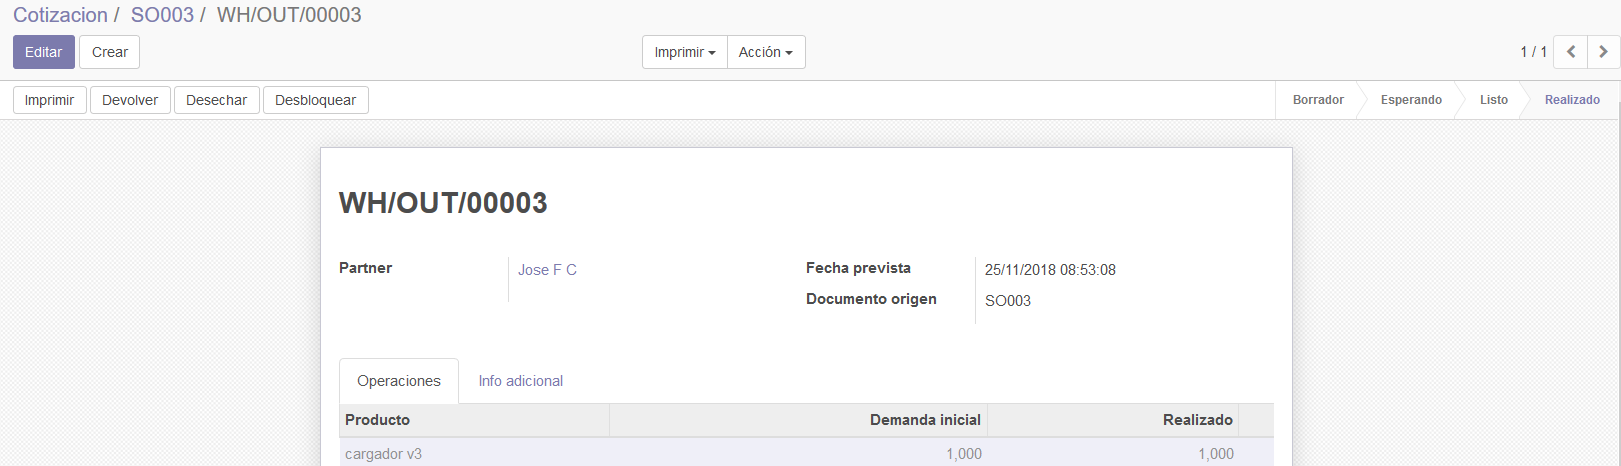 Cotizacion / SO003 / WH/OUT/00003
Editar Crear Imprimir Acción 1 / 1
Imprimir Devolver Desechar Desbloquear Borrador Esperando Listo Realizado
WH/OUT/00003
Partner Jose F C Fecha prevista 25/11/2018 08:53:08
Documento origen SO003
Operaciones Info adicional
Producto Demanda inicial Realizado
cargador v3 1,000 1,000